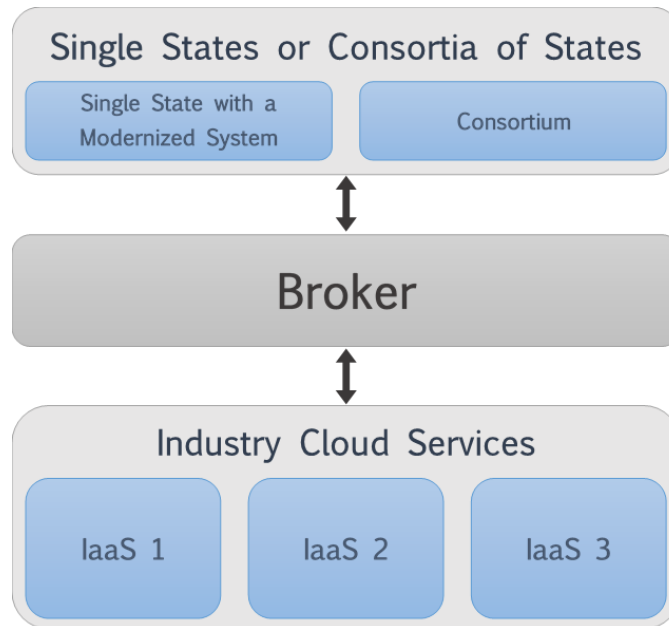 Single States or Consortia of States
Single State with a
Modernized System
Consortium
Broker
Industry Cloud Services
IaaS 1
IaaS 2
IaaS 3